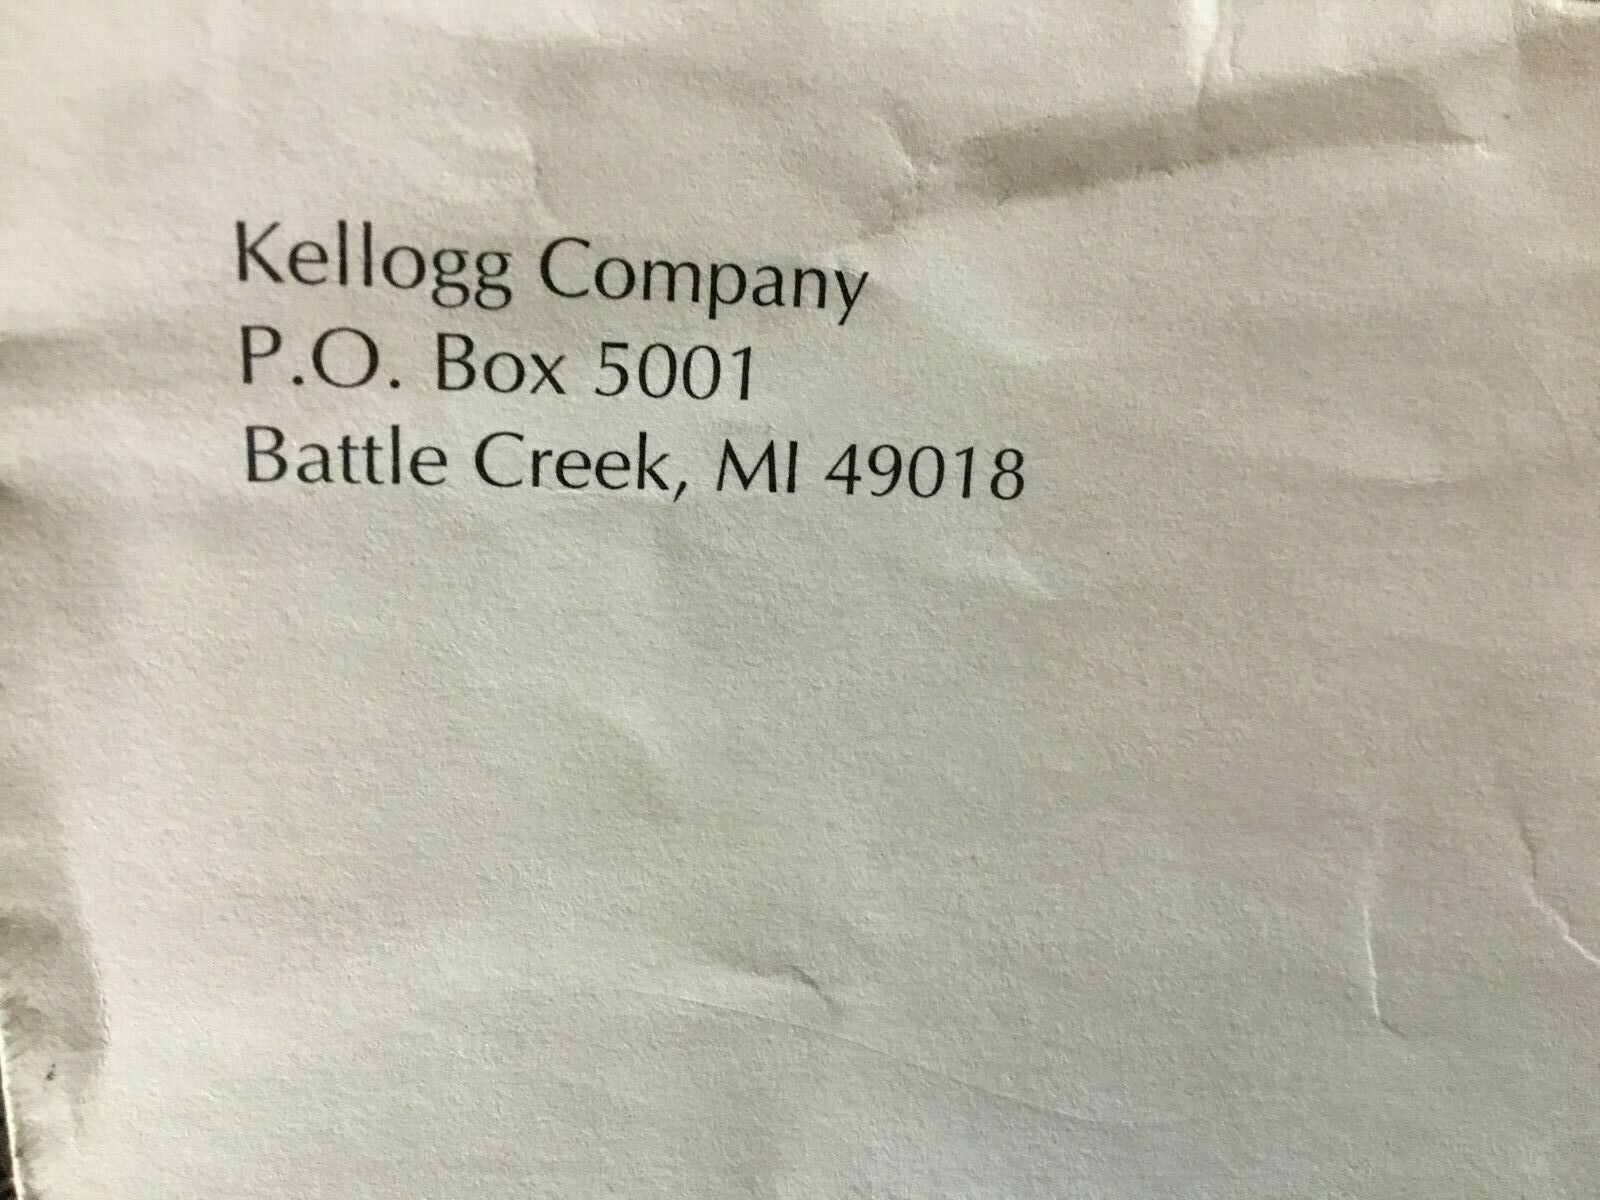 Kellogg Company
P.O. Box 5001
Battle Creek, MI 49018